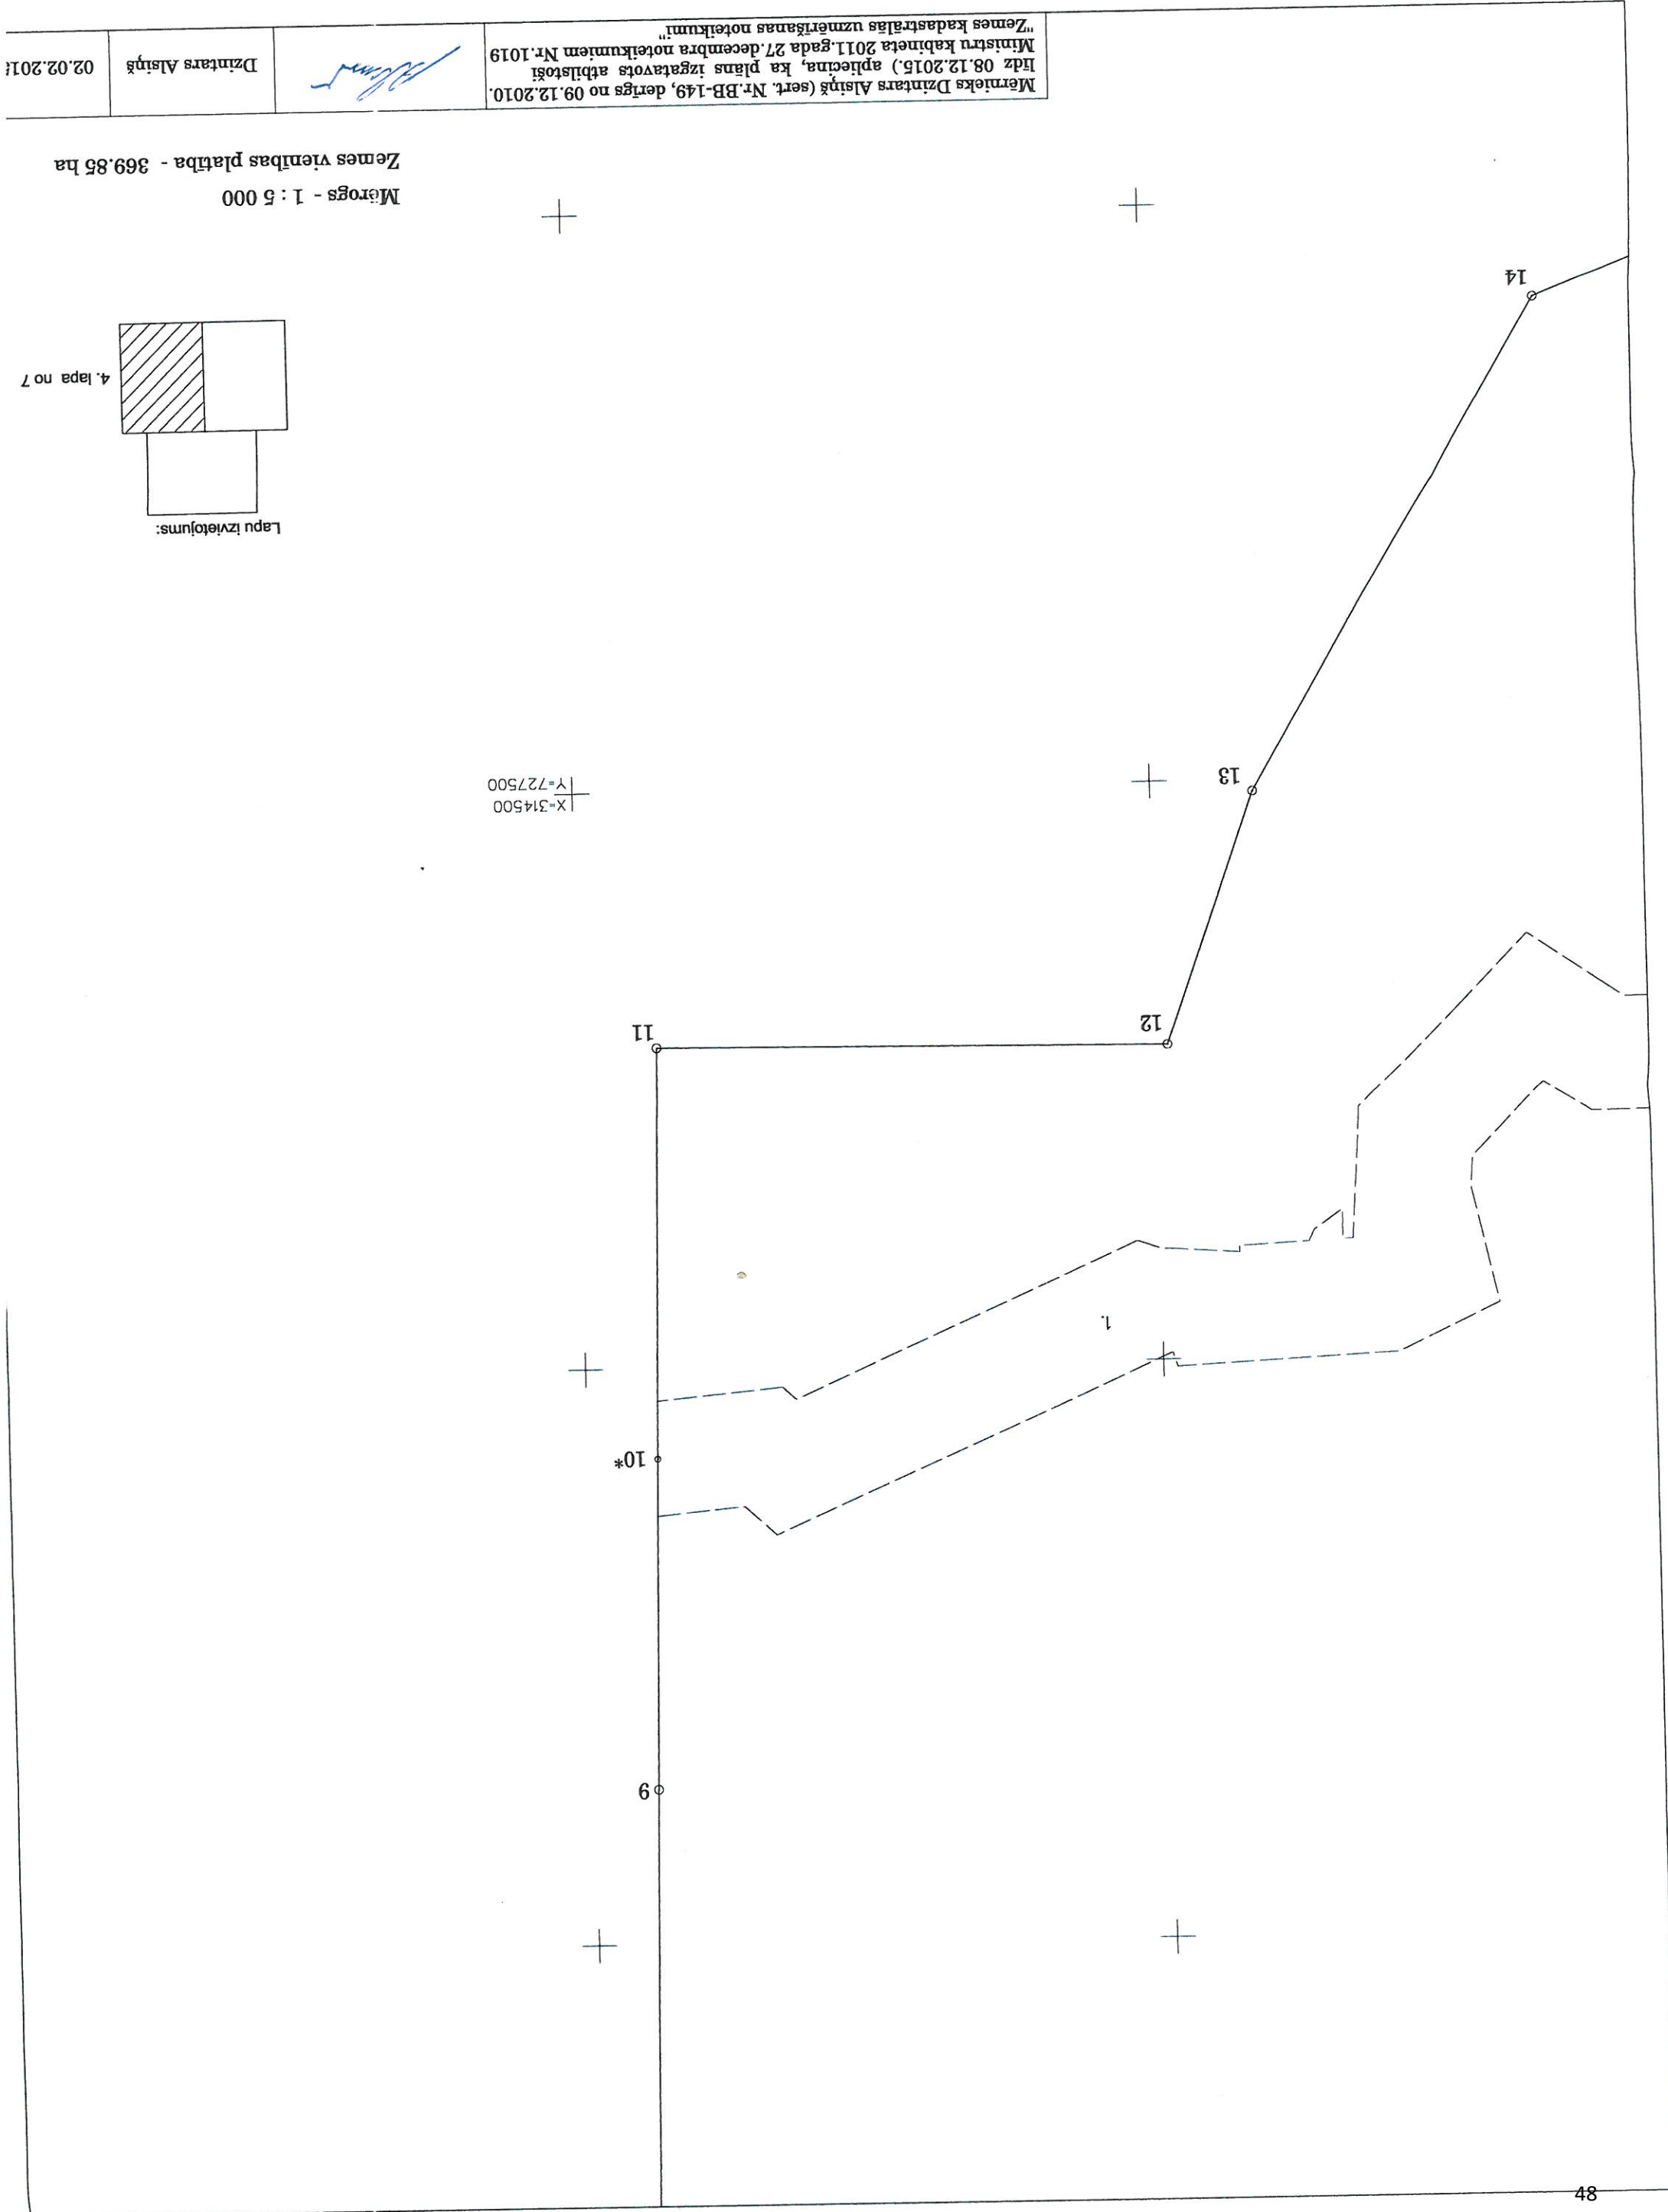 48
9
10*
1.
11
12
13
X=314500
Y=727500
14
Lapu izvietojums:
4. lapa no 7
Mērogs - 1 : 5 000
Zemes vienības platība - 369.85 ha
Mērnieks Dzintars Alsiņš (sert. Nr.BB-149, derīgs no 09.12.2010.
līdz 08.12.2015.) apliecina, ka plāns izgatavots atbilstoši
Ministru kabineta 2011.gada 27.decembra noteikumiem Nr.1019
"Zemes kadastrālās uzmērīšanas noteikumi"
Dzintars Alsiņš
02.02.201